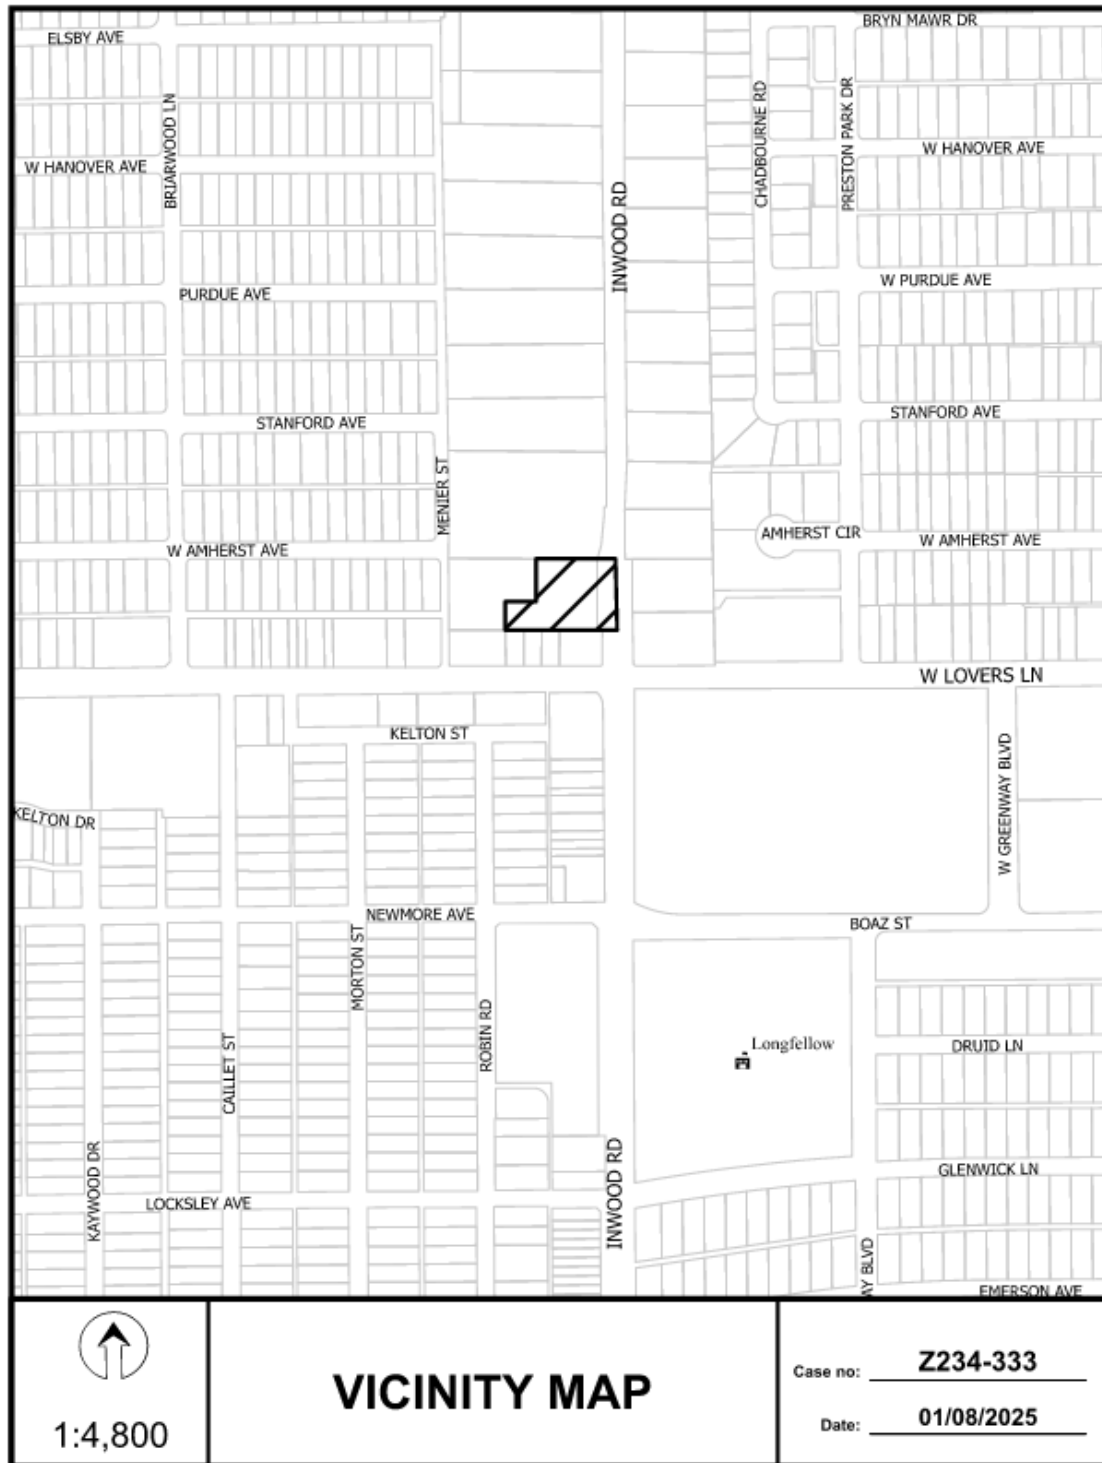 BRYN MAWR DR
ELSBY AVE
BRIARWOOD LN
CHADBOURNE RD
PRESTON PARK DR
W HANOVER AVE
W HANOVER AVE
INWOOD RD
W PURDUE AVE
PURDUE AVE
STANFORD AVE
STANFORD AVE
MENIER ST
AMHERST CIR
W AMHERST AVE
W AMHERST AVE
W LOVERS LN
KELTON ST
W GREENWAY BLVD
KELTON DR
NEWMORE AVE
BOAZ ST
MORTON ST
ROBIN RD
CAILLET ST
Longfellow
DRUID LN
KAYWOOD DR
INWOOD RD
GLENWICK LN
LOCKSLEY AVE
AY BLVD
EMERSON AVE
1:4,800
VICINITY MAP
Case no: Z234-333
Date: 01/08/2025